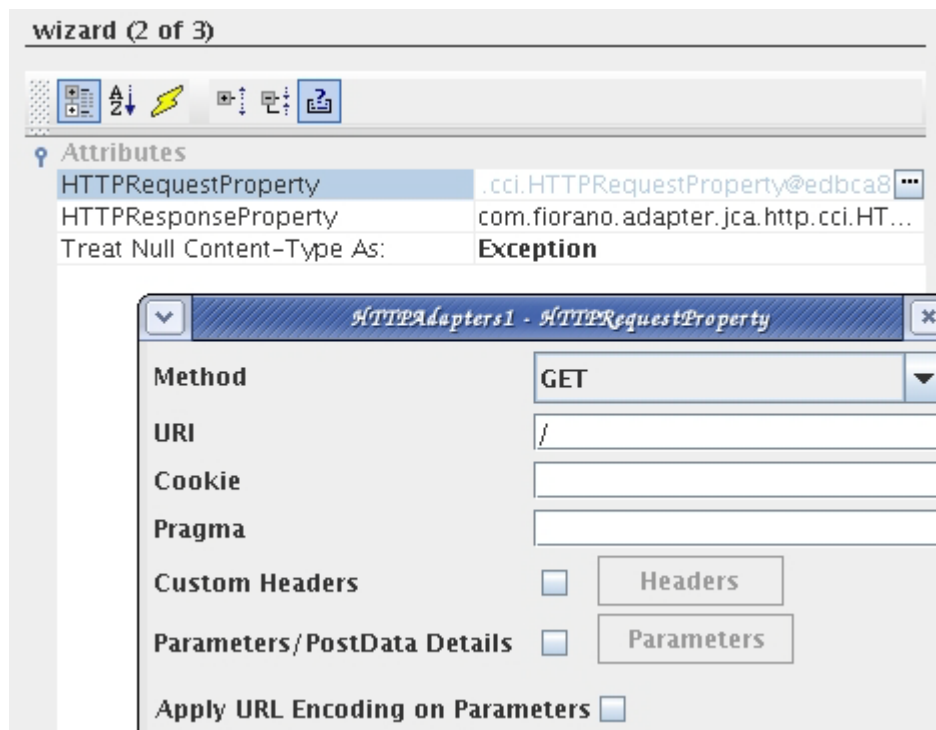 wizard (2 of 3)
Attributes
HTTPRequestProperty .cci.HTTPRequestProperty@edbca8 ...
HTTPResponseProperty com.fiorano.adapter.jca.http.cci.HT...
Treat Null Content-Type As: Exception
HTTPAdapters1 - HTTPRequestProperty
Method GET
URI /
Cookie
Pragma
Custom Headers Headers
Parameters/PostData Details Parameters
Apply URL Encoding on Parameters